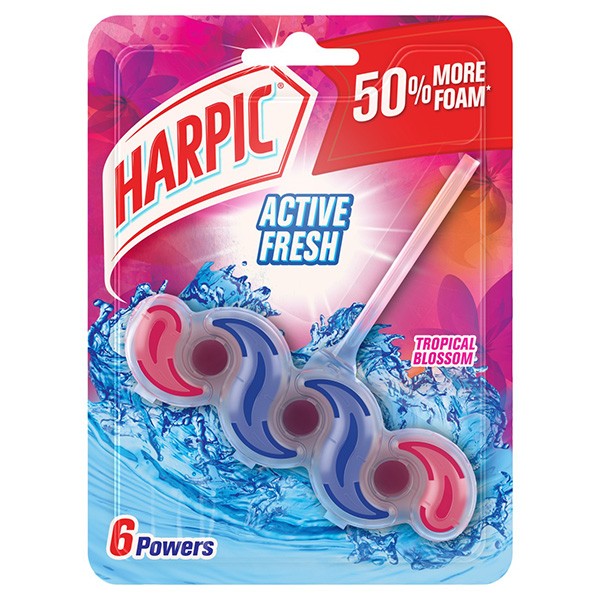 HARPIC®
50% MORE
FOAM*
ACTIVE
FRESH
TROPICAL
BLOSSOM
6 Powers